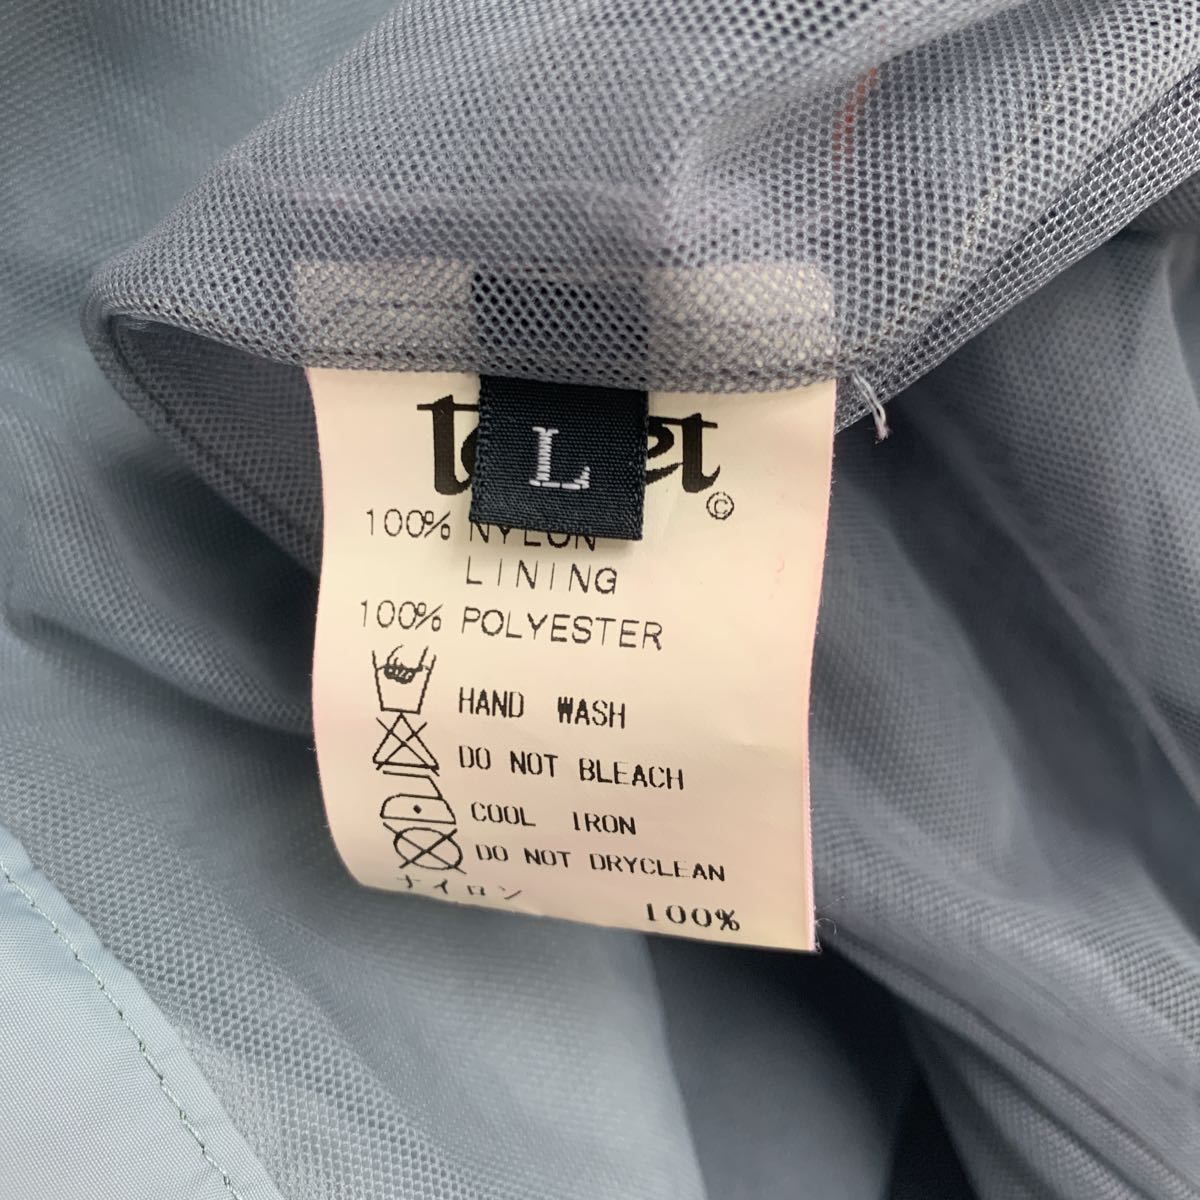 L
©
100% NYLON
LINING
100% POLYESTER
HAND WASH
DO NOT BLEACH
COOL IRON
DO NOT DRYCLEAN
ナイロン 100%